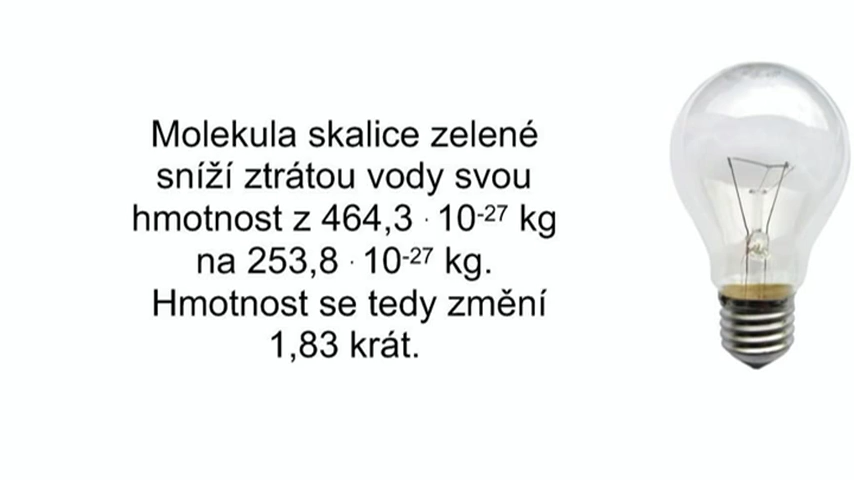 Molekula skalice zelené
sníží ztrátou vody svou
hmotnost z 464,3 · 10⁻²⁷ kg
na 253,8 · 10⁻²⁷ kg.
Hmotnost se tedy změní
1,83 krát.